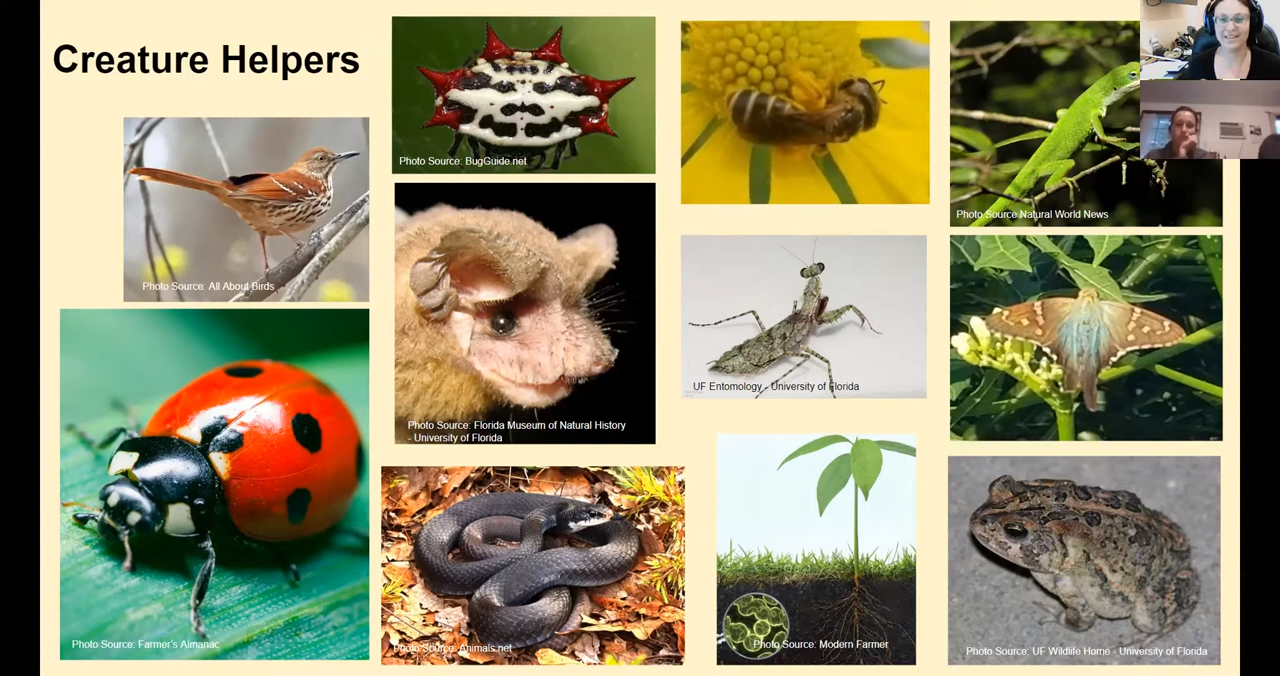 Creature Helpers
Photo Source: BugGuide.net
Photo Source Natural World News
Photo Source: All About Birds
UF Entomology - University of Florida
Photo Source: Florida Museum of Natural History
- University of Florida
Photo Source: Farmer's Almanac
Photo Source: Animals.net
Photo Source: Modern Farmer
Photo Source: UF Wildlife Home - University of Florida